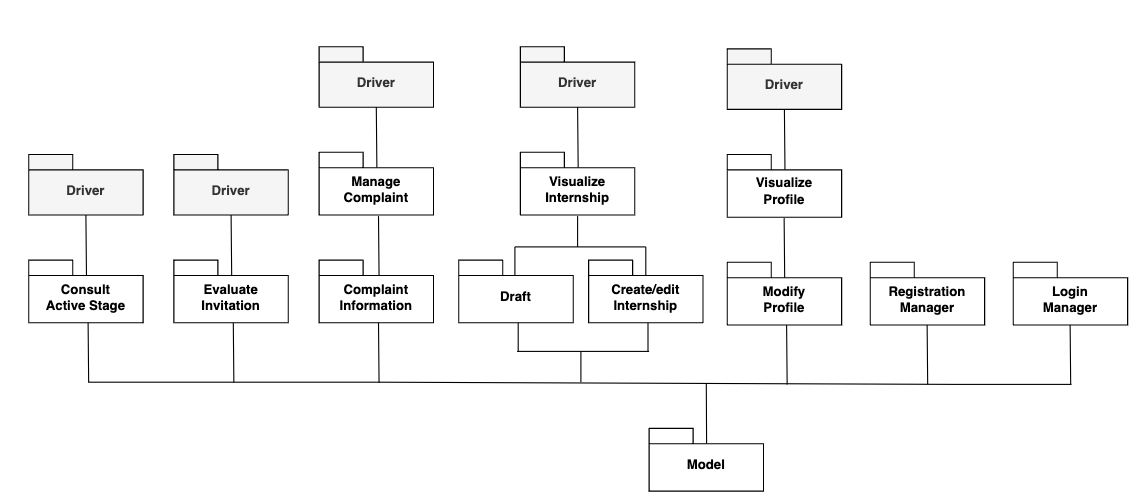 Driver
Driver
Driver
Driver
Driver
Manage
Complaint
Visualize
Internship
Visualize
Profile
Consult
Active Stage
Evaluate
Invitation
Complaint
Information
Draft
Create/edit
Internship
Modify
Profile
Registration
Manager
Login
Manager
Model